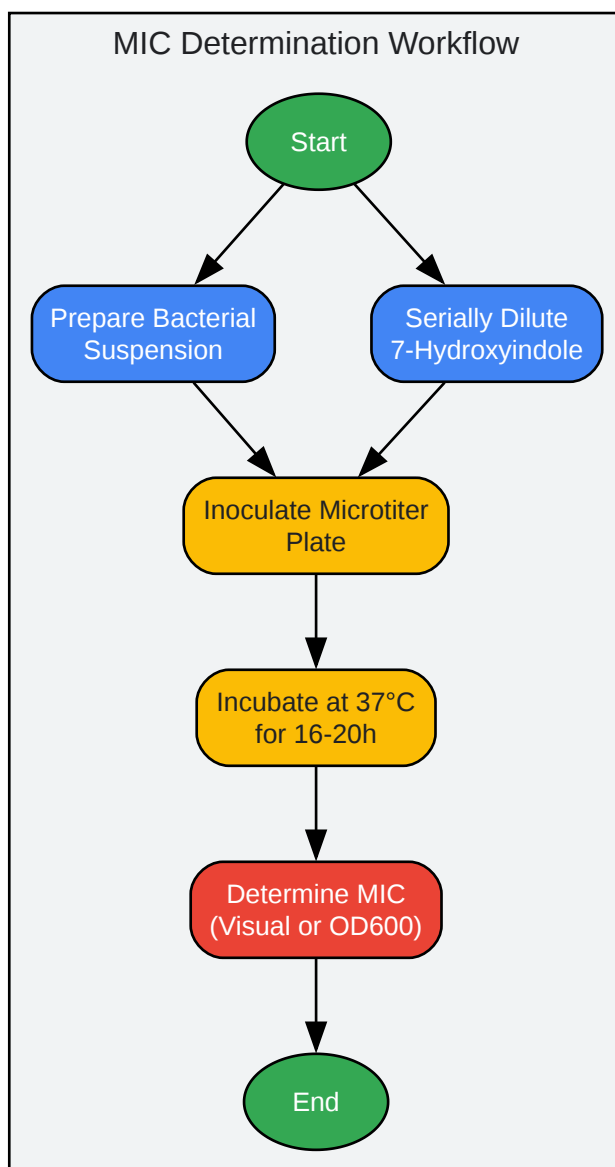 MIC Determination Workflow
Start
Prepare Bacterial
Suspension
Serially Dilute
7-Hydroxyindole
Inoculate Microtiter
Plate
Incubate at 37°C
for 16-20h
Determine MIC
(Visual or OD600)
End